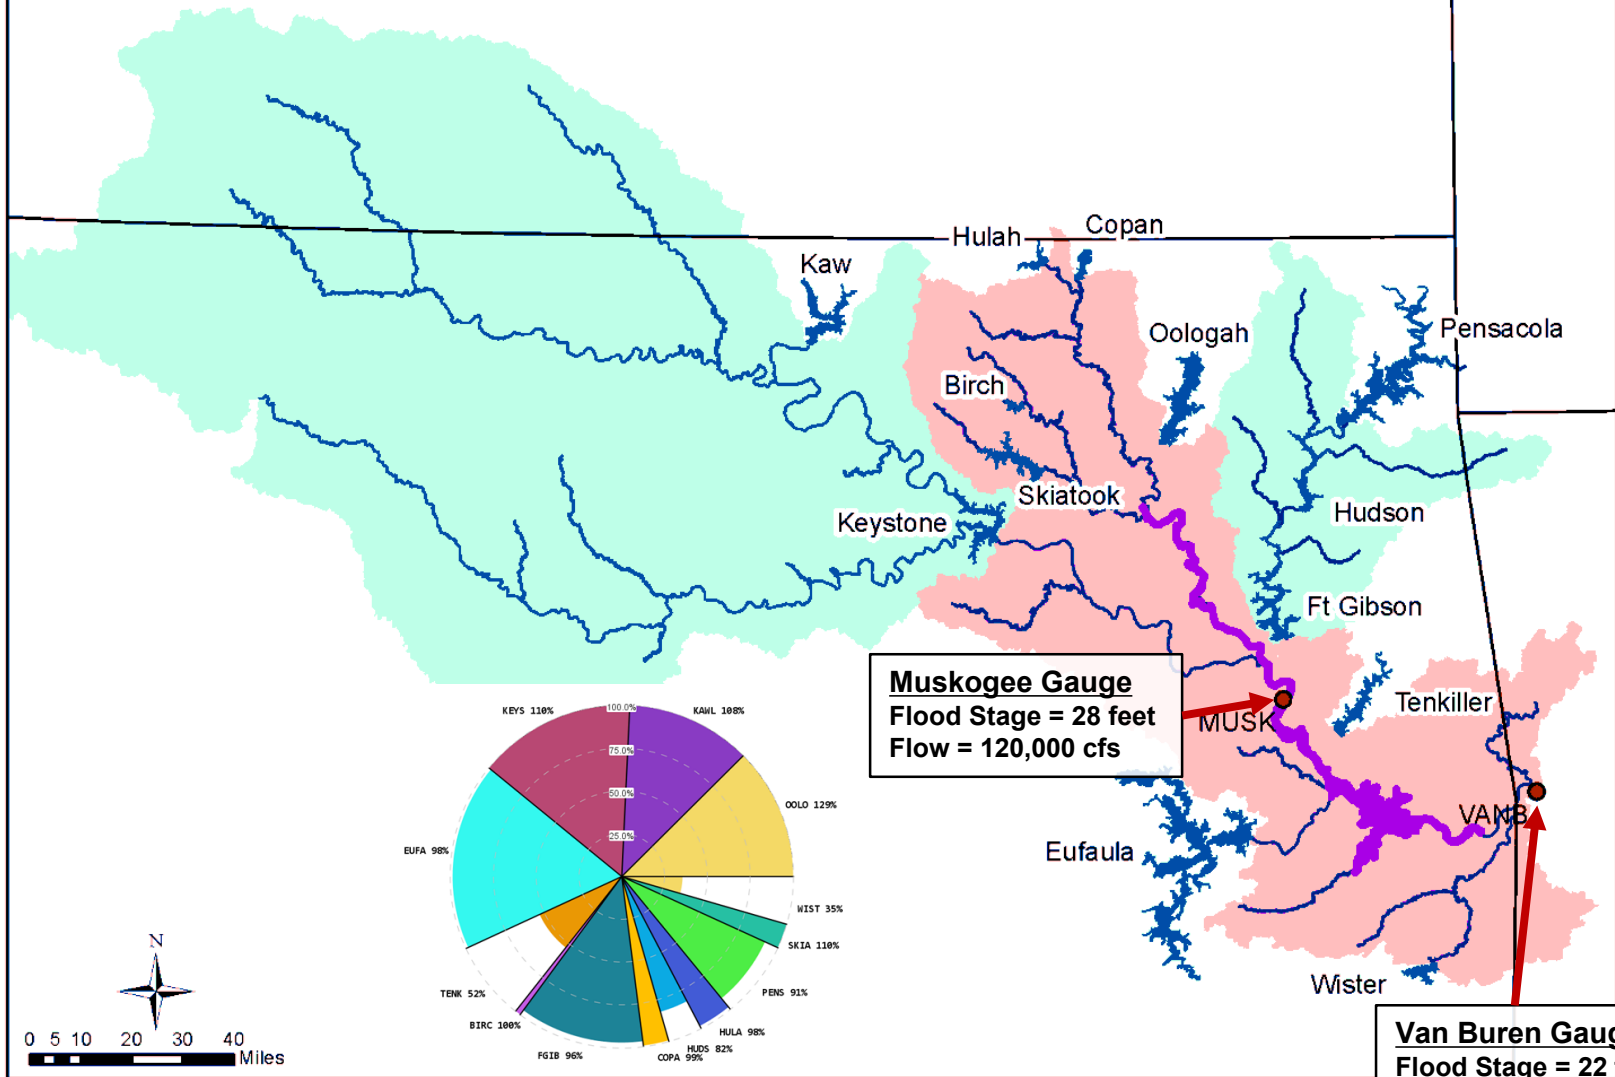 Hulah
Copan
Kaw
Oologah
Pensacola
Birch
Skiatook
Keystone
Hudson
Ft Gibson
Muskogee Gauge
Flood Stage = 28 feet
Flow = 120,000 cfs
MUSK
Tenkiller
VANB
Eufaula
Wister
KEYS 110%
100.0%
KAWL 108%
75.0%
50.0%
25.0%
OOLO 129%
EUFA 98%
WIST 35%
SKIA 110%
PENS 91%
TENK 52%
HULA 98%
BIRC 100%
HUDS 82%
FGIB 96%
COPA 99%
N
0 5 10 20 30 40
Miles
Van Buren Gaug
Flood Stage = 22